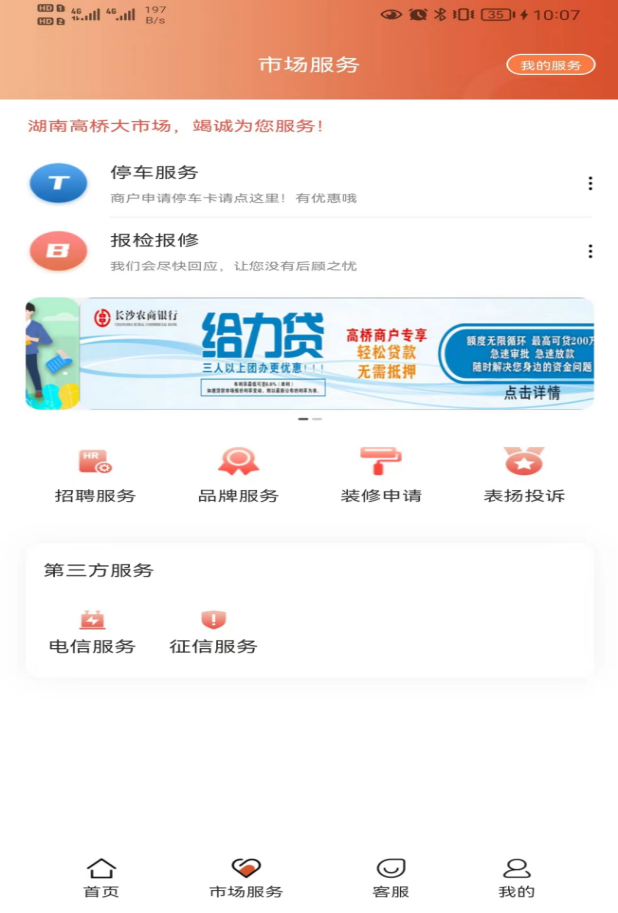 HD 1 4G 4G 197
HD 2 B/s
35 10:07
市场服务
我的服务
湖南高桥大市场，竭诚为您服务！
T
停车服务
商户申请停车卡请点这里！有优惠哦
B
报检报修
我们会尽快回应，让您没有后顾之忧
长沙农商银行
给力贷
三人以上团办更优惠！！！
高桥商户专享
轻松贷款
无需抵押
额度无限循环 最高可贷200万
急速审批 急速放款
随时解决您身边的资金问题
点击详情
HR
招聘服务
品牌服务
装修申请
表扬投诉
第三方服务
电信服务
征信服务
首页
市场服务
客服
我的